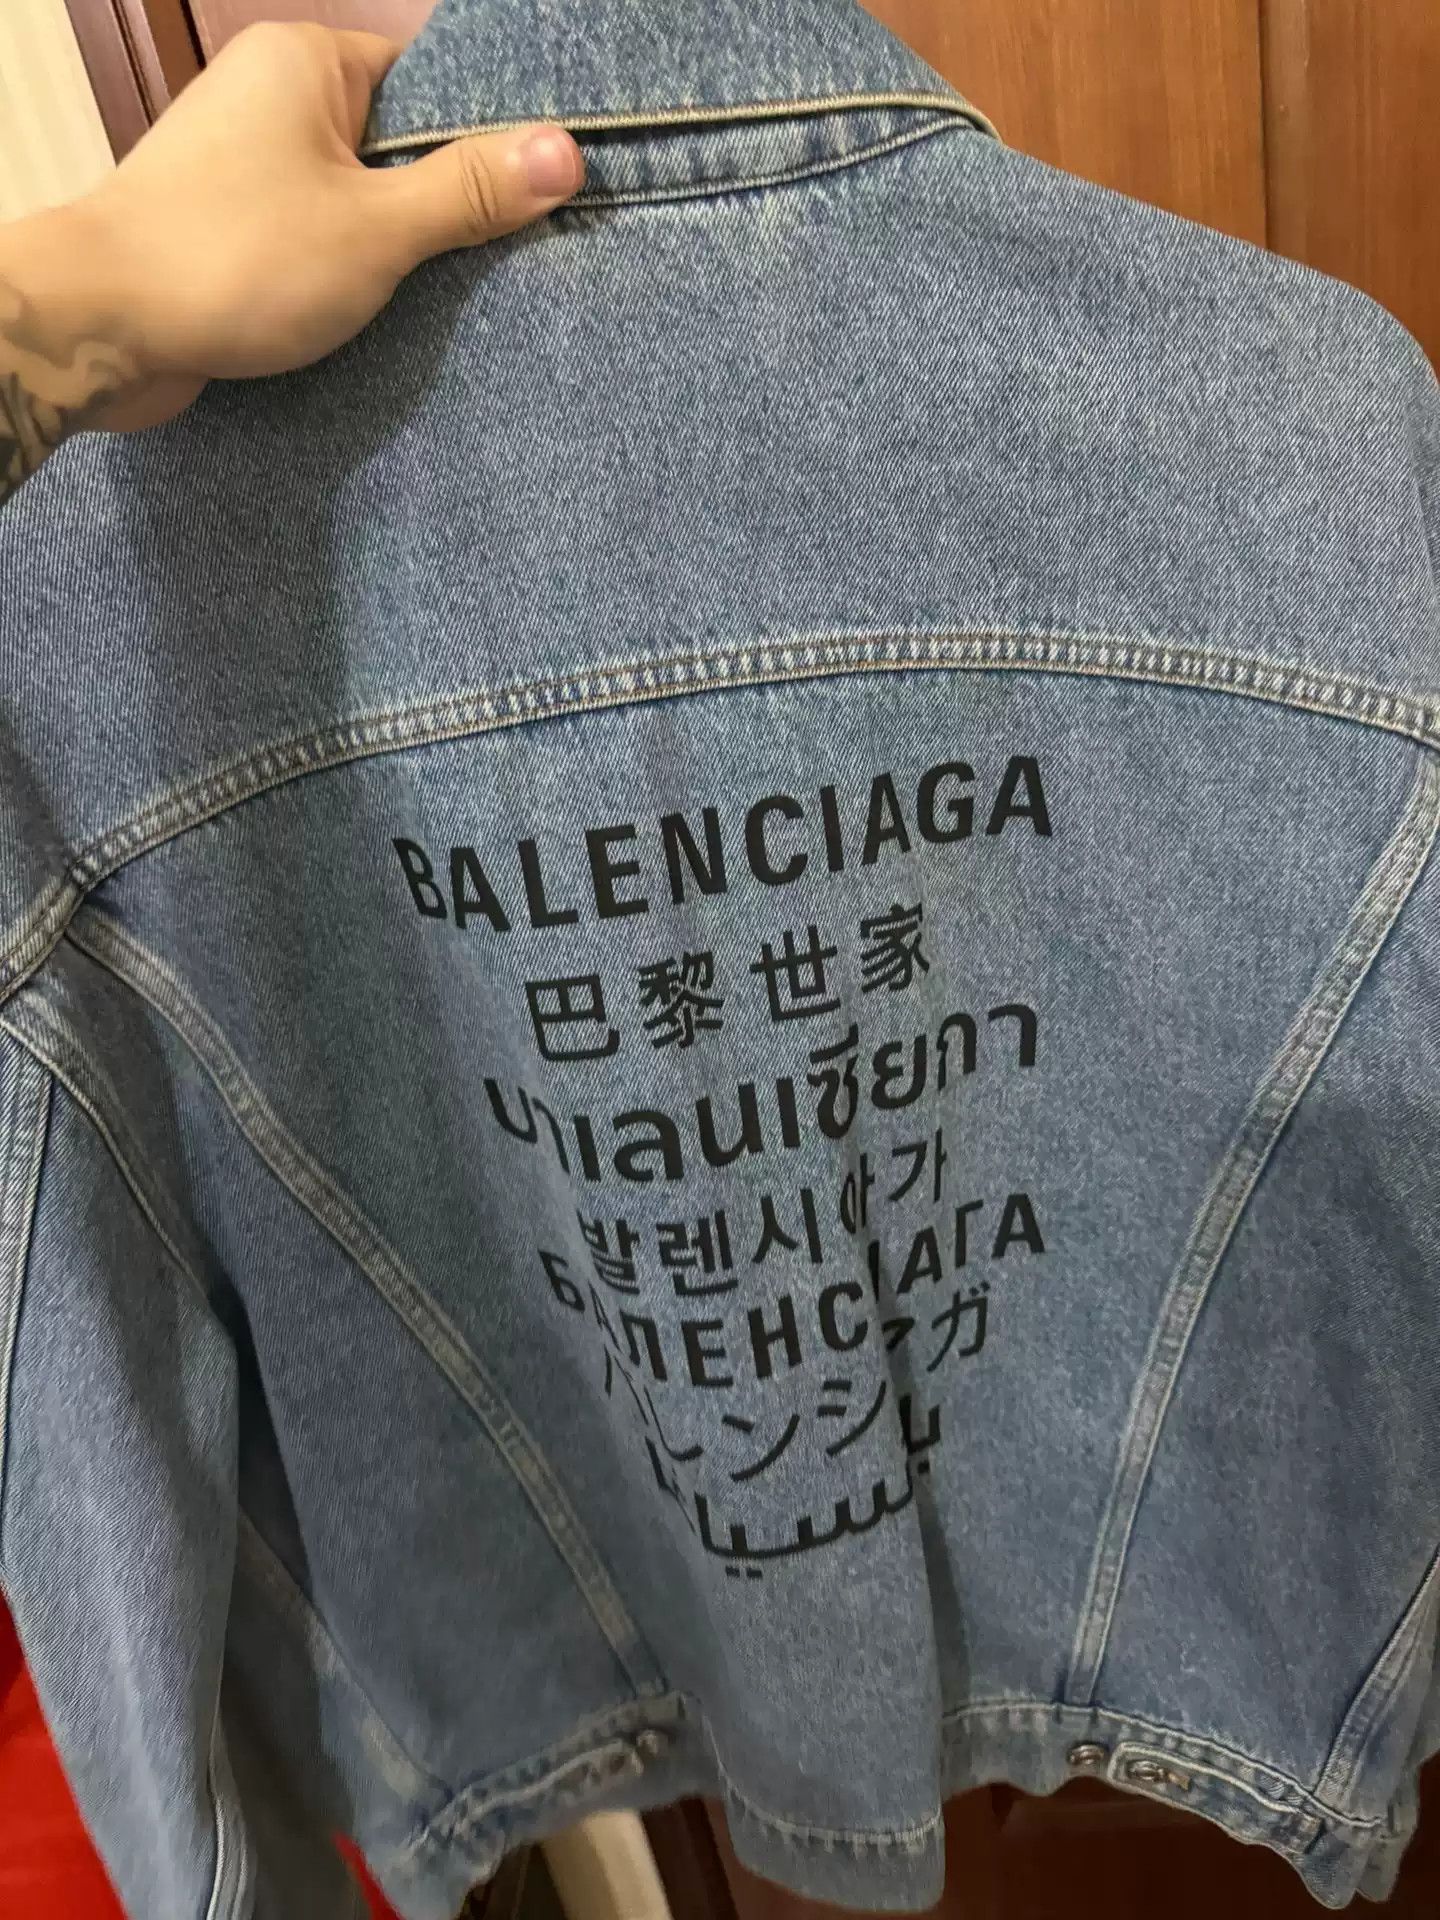 BALENCIAGA
巴黎世家
บาเลนเซียกา
발렌시아가
БАЛЕНСІАГА
バレンシアガ